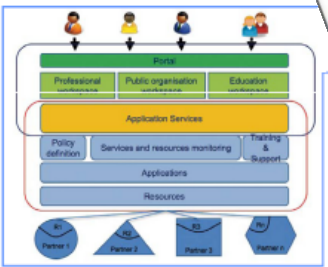 Portal
Professional workspace
Public organisation workspace
Education workspace
Application Services
Policy definition
Services and resources monitoring
Training & Support
Applications
Resources
R1
R2
R3
Rn
Partner 1
Partner 2
Partner 3
Partner n